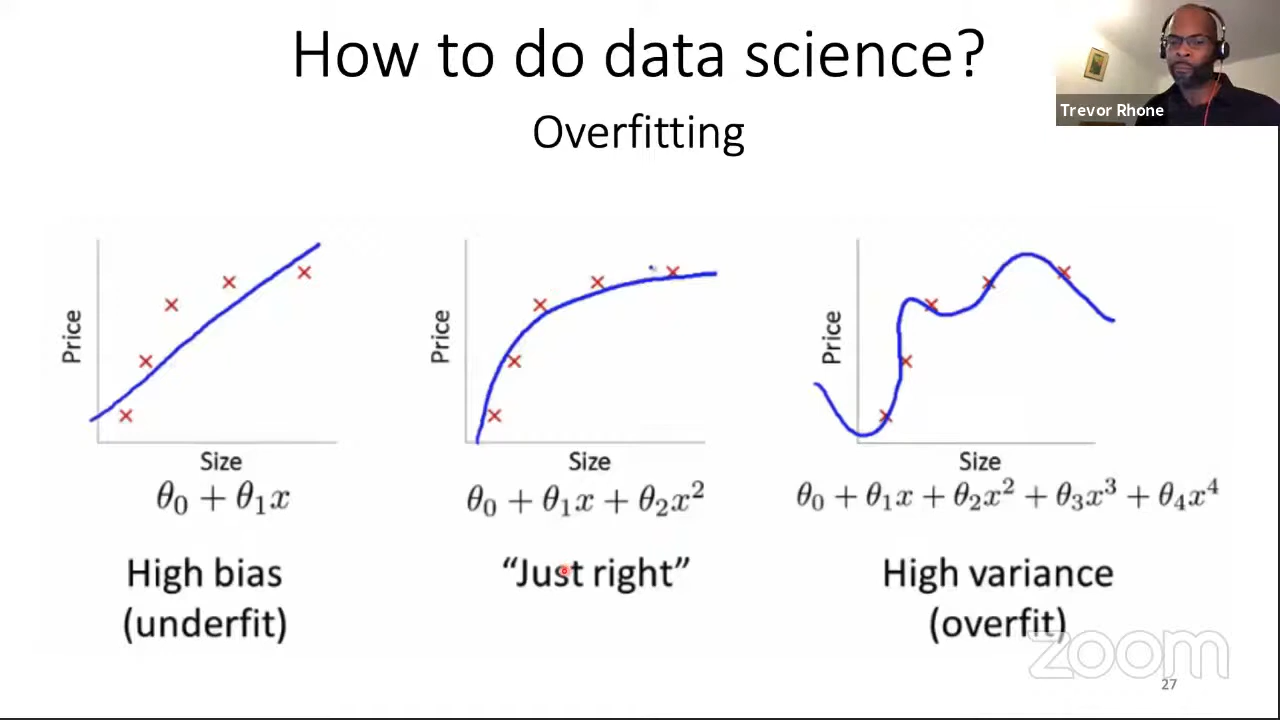 How to do data science?
Overfitting
Trevor Rhone
Price
Size
θ₀ + θ₁x
High bias
(underfit)
Price
Size
θ₀ + θ₁x + θ₂x²
“Just right”
Price
Size
θ₀ + θ₁x + θ₂x² + θ₃x³ + θ₄x⁴
High variance
(overfit)
zoom
27